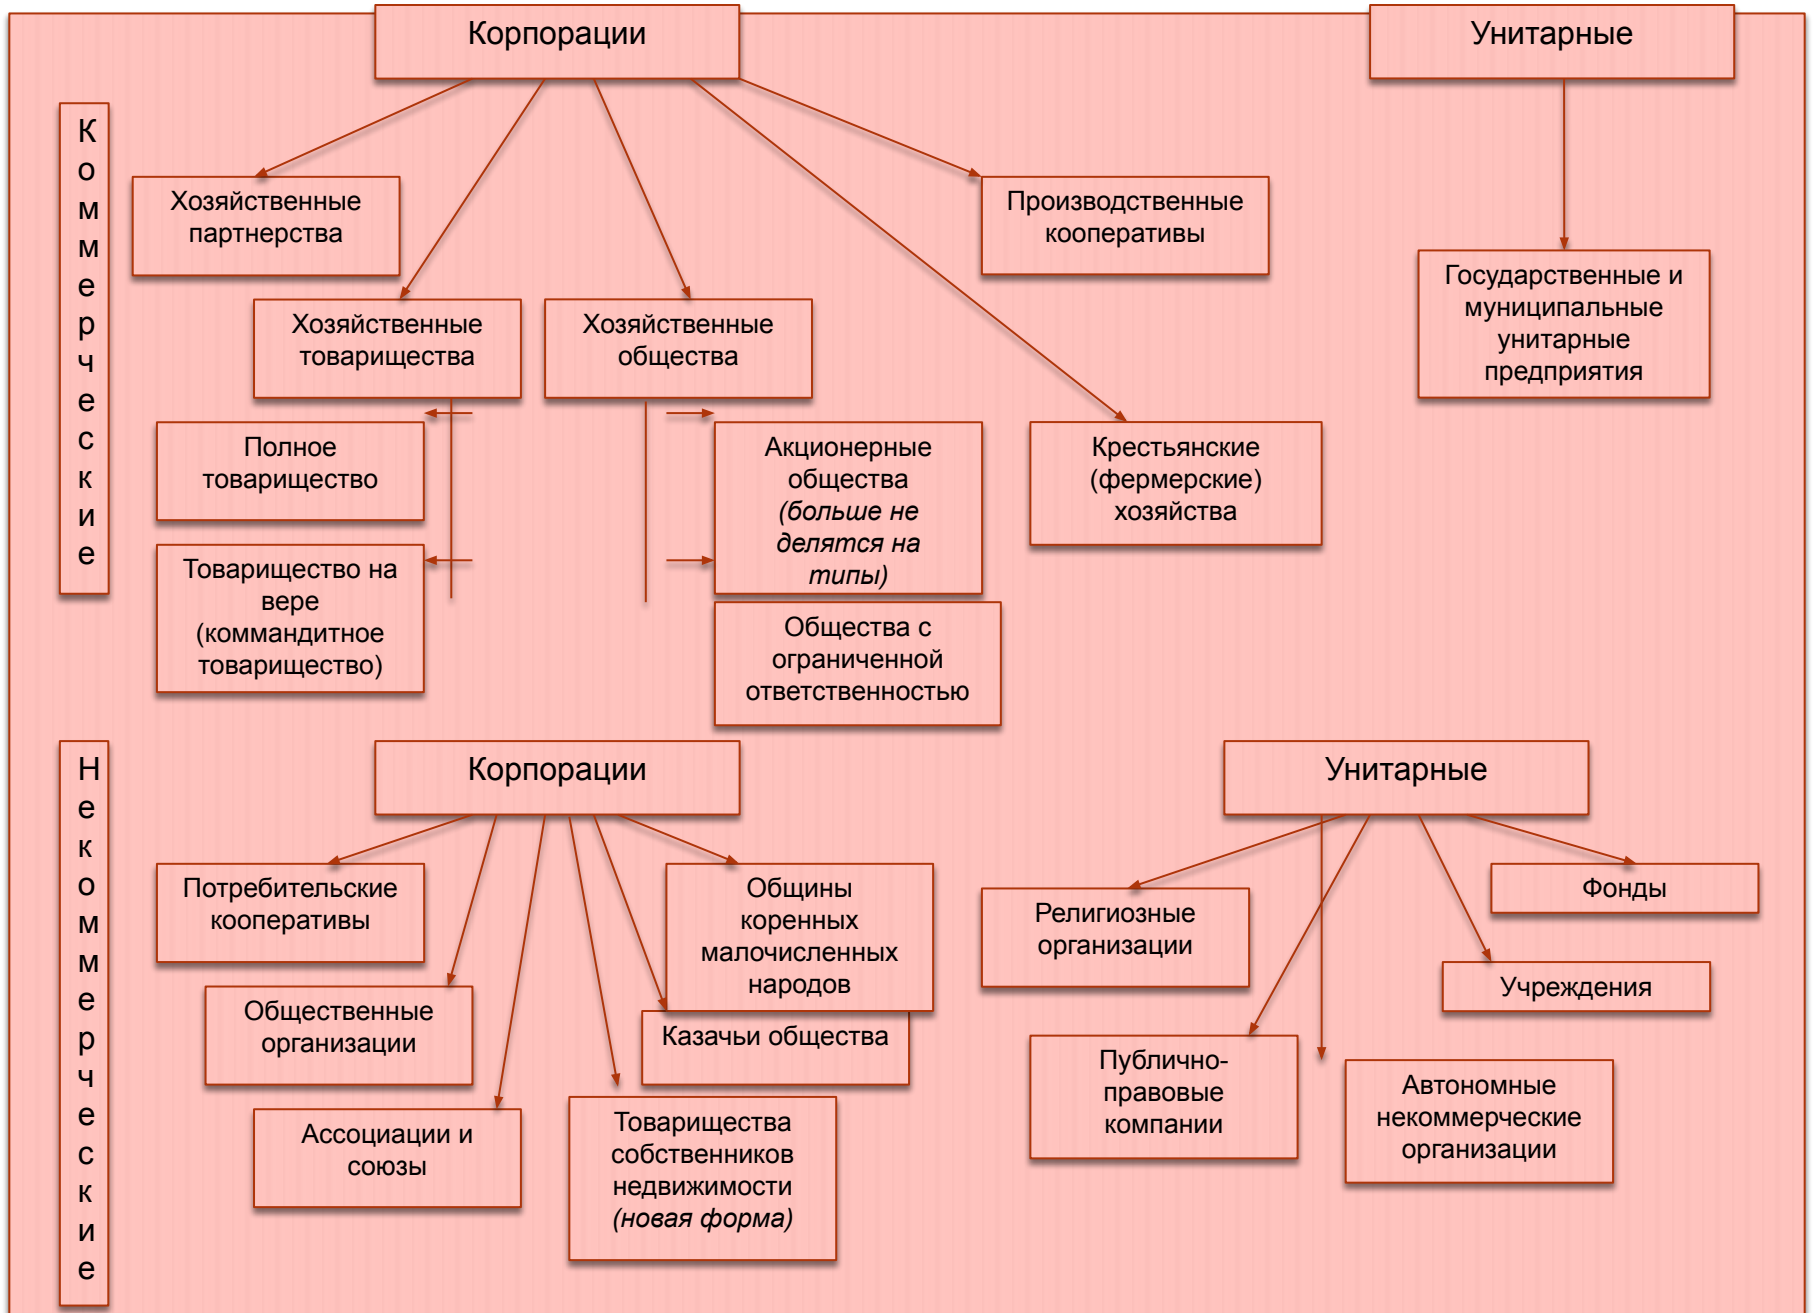 Корпорации
Унитарные
Коммерческие
Хозяйственные
партнерства
Производственные
кооперативы
Государственные и
муниципальные
унитарные
предприятия
Хозяйственные
товарищества
Хозяйственные
общества
Полное
товарищество
Акционерные
общества
(больше не
делятся на
типы)
Крестьянские
(фермерские)
хозяйства
Товарищество на
вере
(коммандитное
товарищество)
Общества с
ограниченной
ответственностью
Некоммерческие
Корпорации
Унитарные
Потребительские
кооперативы
Общины
коренных
малочисленных
народов
Религиозные
организации
Фонды
Общественные
организации
Казачьи общества
Учреждения
Ассоциации и
союзы
Товарищества
собственников
недвижимости
(новая форма)
Публично-
правовые
компании
Автономные
некоммерческие
организации